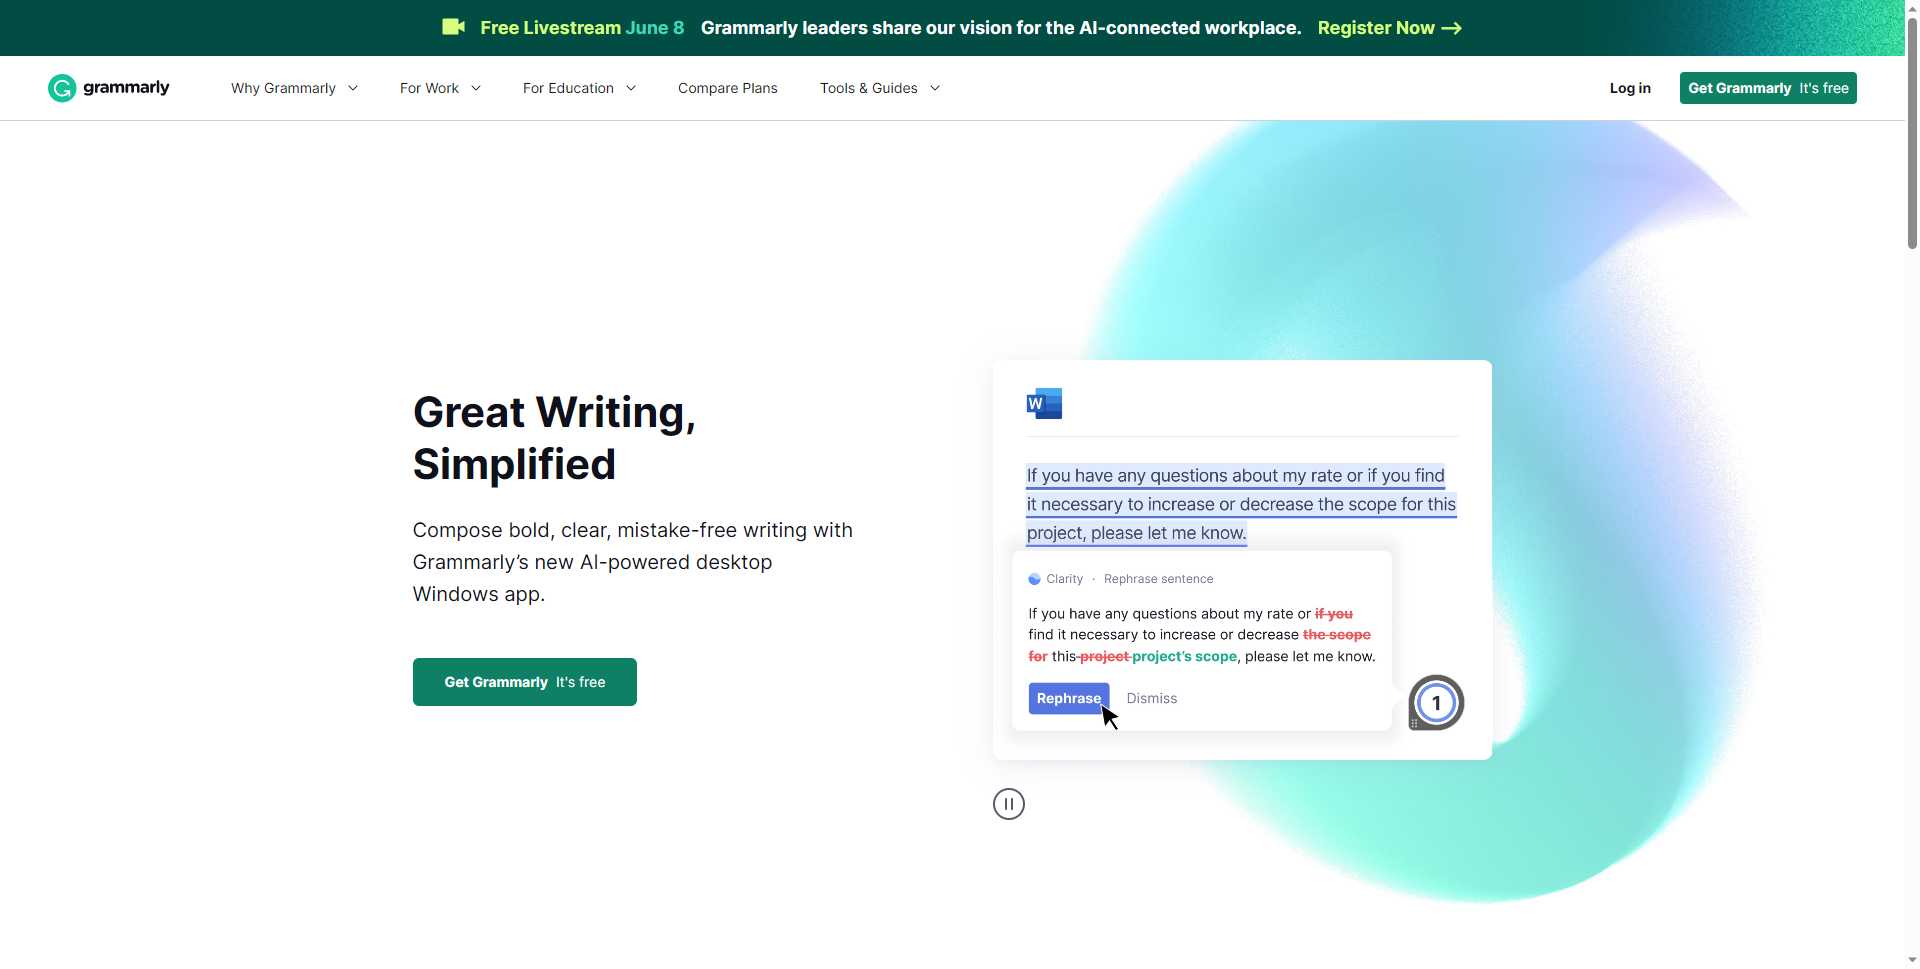 Free Livestream June 8 Grammarly leaders share our vision for the AI-connected workplace. Register Now →
grammarly Why Grammarly For Work For Education Compare Plans Tools & Guides Log in Get Grammarly It's free
Great Writing,
Simplified
Compose bold, clear, mistake-free writing with
Grammarly’s new AI-powered desktop
Windows app.
Get Grammarly It's free
W
If you have any questions about my rate or if you find
it necessary to increase or decrease the scope for this
project, please let me know.
Clarity · Rephrase sentence
If you have any questions about my rate or if you
find it necessary to increase or decrease the scope
for this project project’s scope, please let me know.
Rephrase Dismiss
1